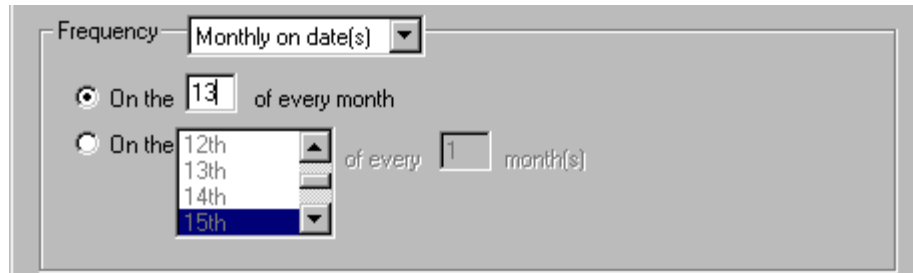 Frequency Monthly on date(s)
On the 13 of every month
On the 12th of every 1 month(s)
13th
14th
15th